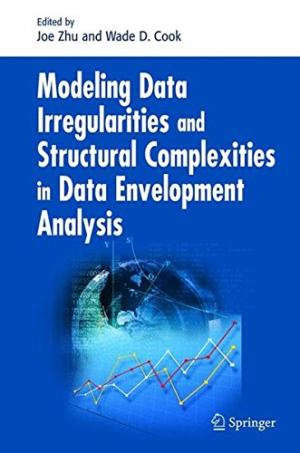 Edited by
Joe Zhu and Wade D. Cook
Modeling Data
Irregularities and
Structural Complexities
in Data Envelopment
Analysis
Springer